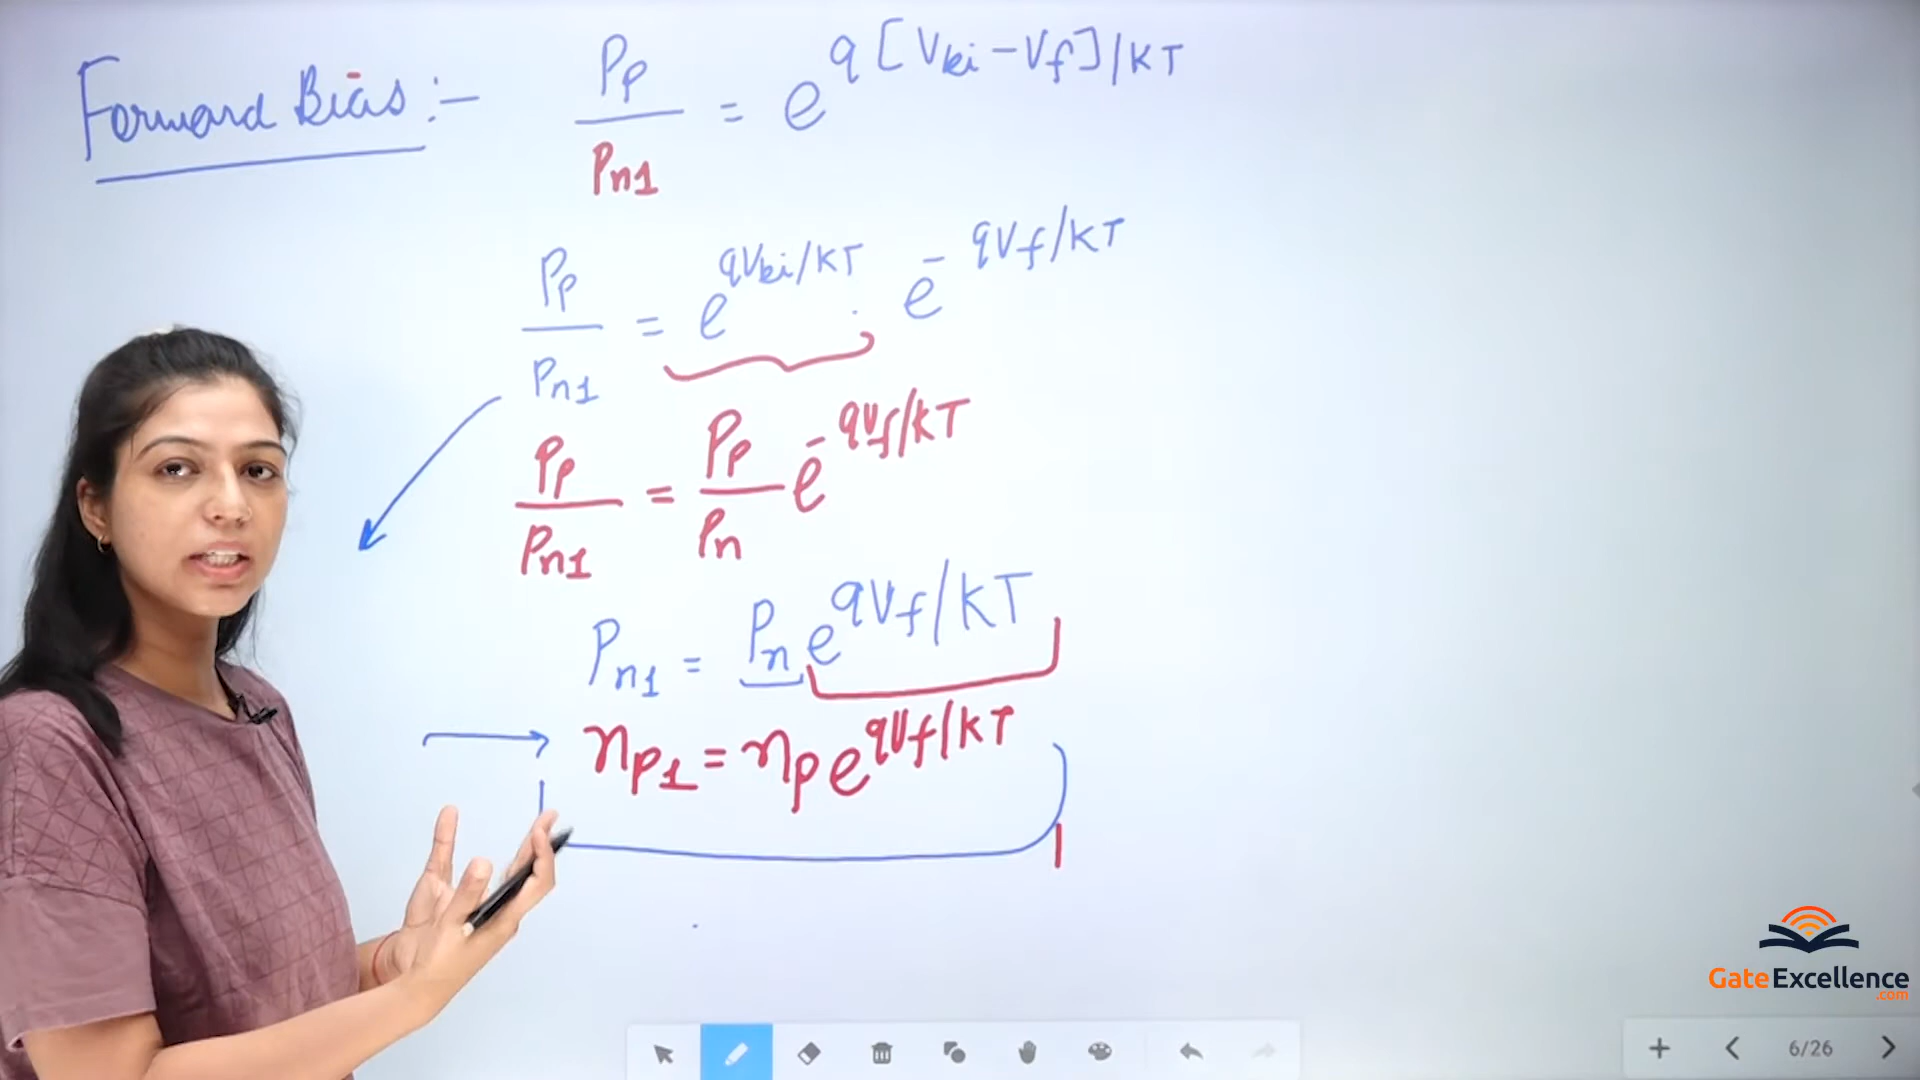 Forward Bias :- Pp/Pn1 = e^q[Vbi-Vf]/KT
Pp/Pn1 = e^qVbi/KT . e^-qVf/KT
Pp/Pn1 = Pp/Pn e^-qVf/KT
Pn1 = Pn e^qVf/KT
np1 = np e^qVf/KT
GateExcellence
.com
6/26